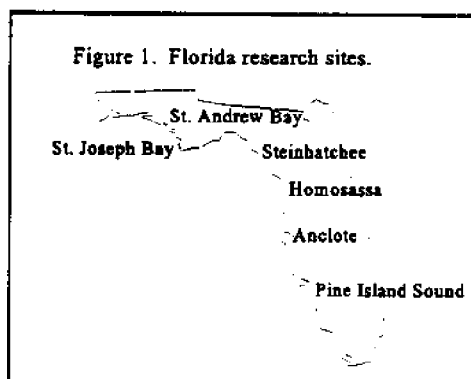 Figure 1. Florida research sites.
St. Andrew Bay
St. Joseph Bay
Steinhatchee
Homosassa
Anclote
Pine Island Sound